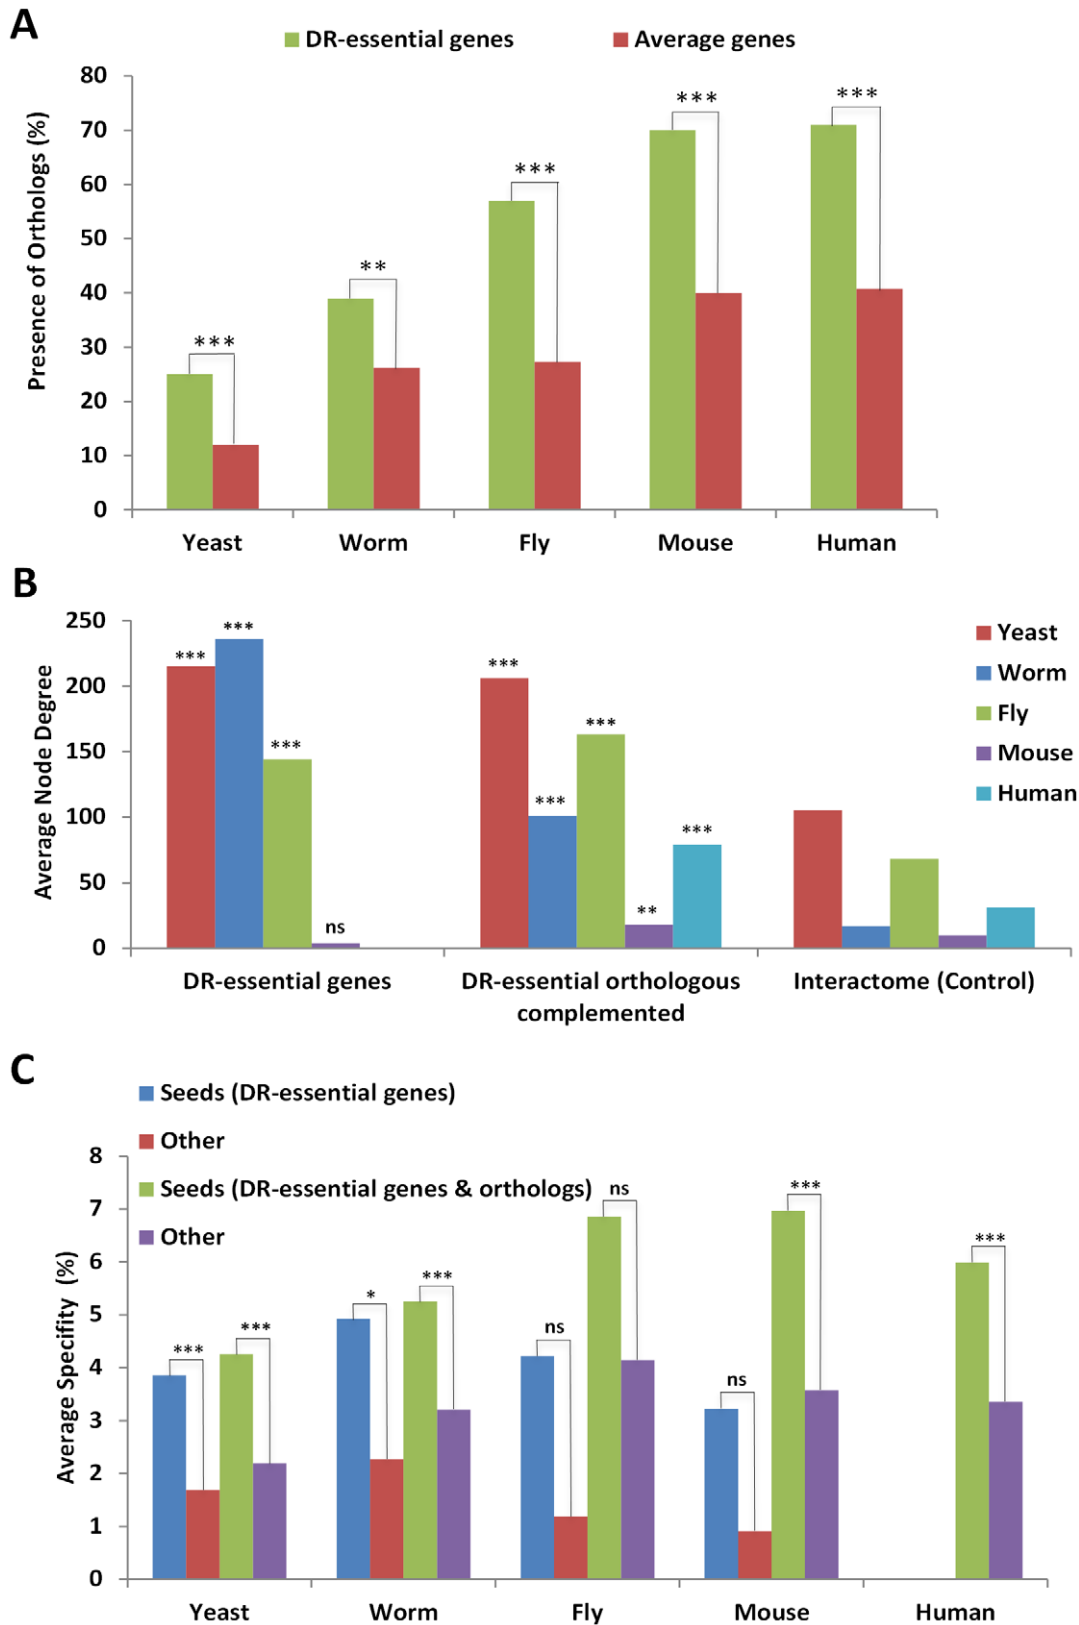 A
DR-essential genes
Average genes
Presence of Orthologs (%)
80
70
60
50
40
30
20
10
0
***
**
***
***
***
Yeast
Worm
Fly
Mouse
Human
B
Average Node Degree
250
200
150
100
50
0
***
***
***
ns
***
***
***
**
***
Yeast
Worm
Fly
Mouse
Human
DR-essential genes
DR-essential orthologous
complemented
Interactome (Control)
C
Seeds (DR-essential genes)
Other
Seeds (DR-essential genes & orthologs)
Other
Average Specifity (%)
8
7
6
5
4
3
2
1
0
***
***
*
***
ns
ns
ns
***
***
Yeast
Worm
Fly
Mouse
Human